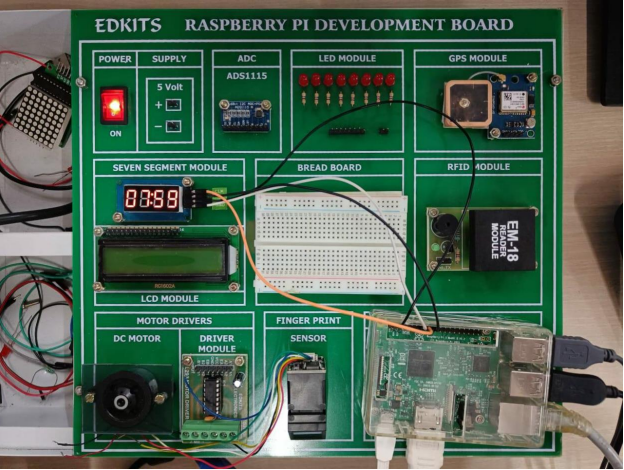 EDKITS RASPBERRY PI DEVELOPMENT BOARD
POWER
SUPPLY
ADC
LED MODULE
GPS MODULE
5 Volt
+
−
ADS1115
ON
SEVEN SEGMENT MODULE
BREAD BOARD
RFID MODULE
07:59
EM-18
READER
MODULE
LCD MODULE
MOTOR DRIVERS
FINGER PRINT
DC MOTOR
DRIVER
MODULE
SENSOR